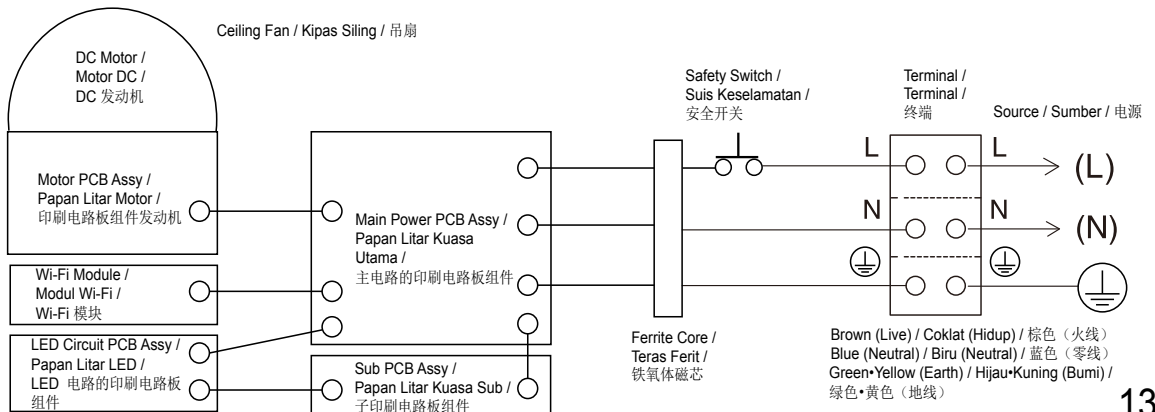 Ceiling Fan / Kipas Siling / 吊扇
DC Motor /
Motor DC /
DC 发动机
Motor PCB Assy /
Papan Litar Motor /
印刷电路板组件发动机
Wi-Fi Module /
Modul Wi-Fi /
Wi-Fi 模块
LED Circuit PCB Assy /
Papan Litar LED /
LED 电路的印刷电路板
组件
Main Power PCB Assy /
Papan Litar Kuasa
Utama /
主电路的印刷电路板组件
Sub PCB Assy /
Papan Litar Kuasa Sub /
子印刷电路板组件
Ferrite Core /
Teras Ferit /
铁氧体磁芯
Safety Switch /
Suis Keselamatan /
安全开关
Terminal /
Terminal /
终端
Source / Sumber / 电源
L L (L)
N N (N)
Brown (Live) / Coklat (Hidup) / 棕色（火线）
Blue (Neutral) / Biru (Neutral) / 蓝色（零线）
Green•Yellow (Earth) / Hijau•Kuning (Bumi) /
绿色•黄色（地线）
13